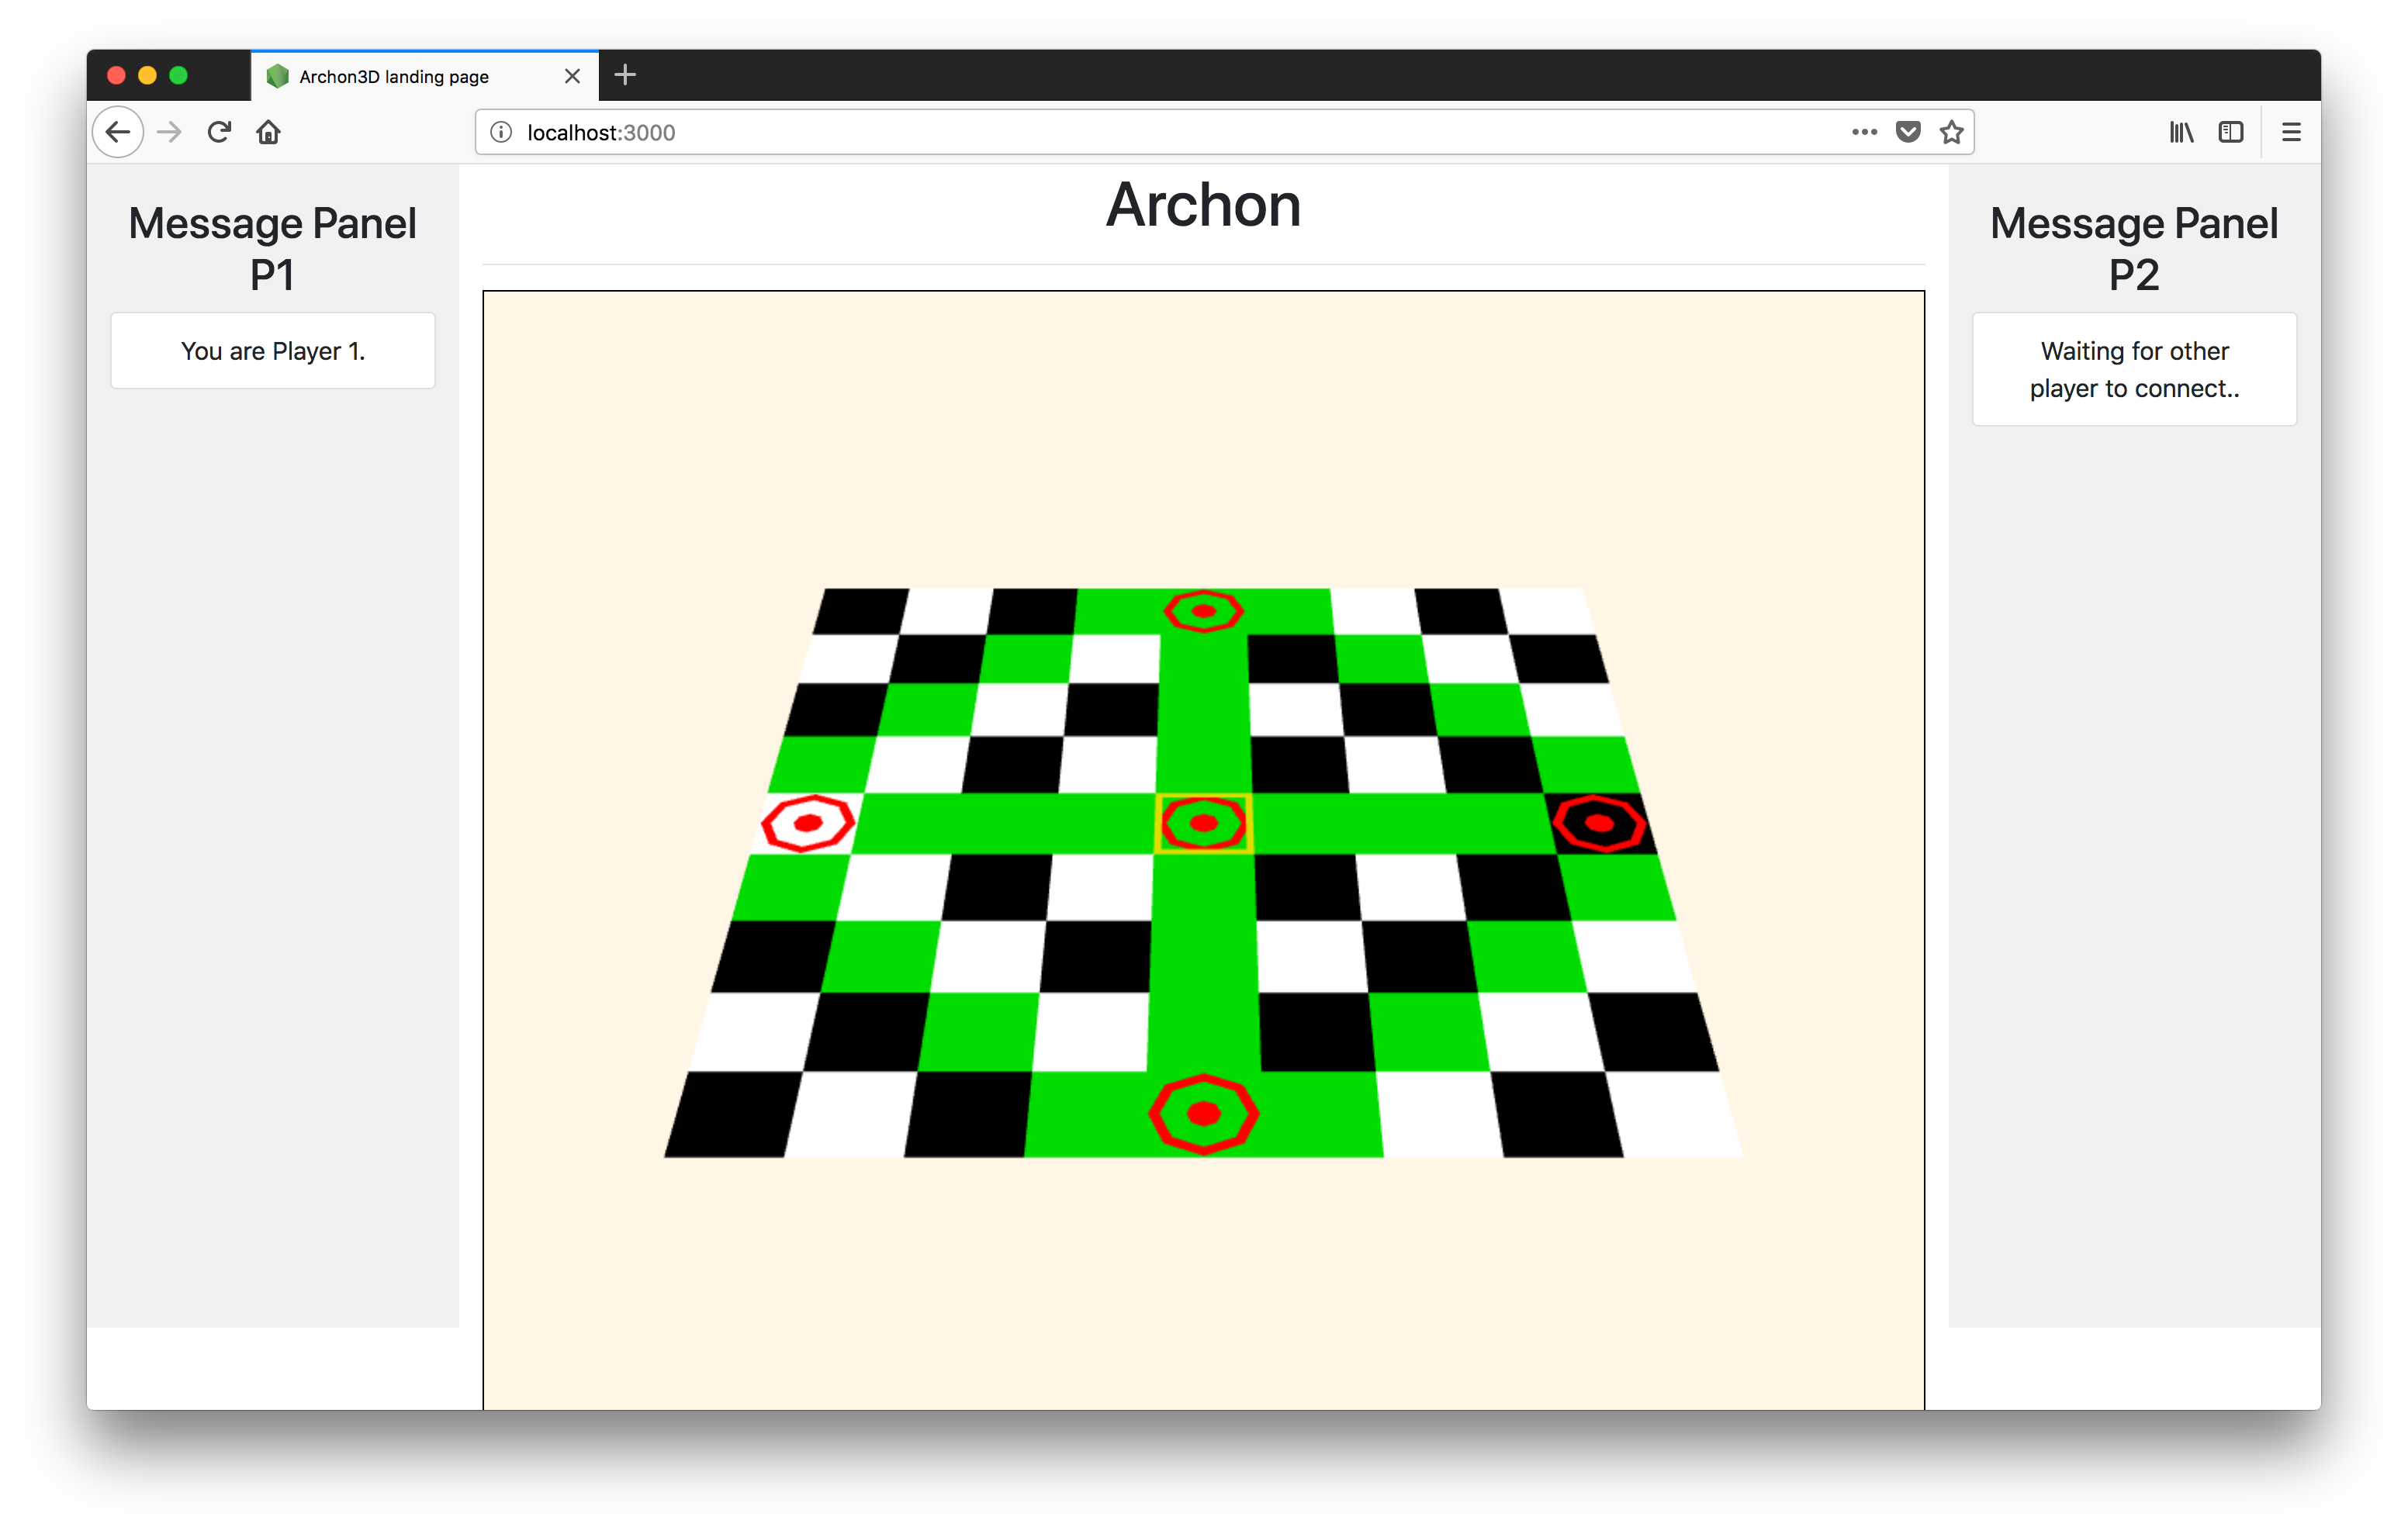 Archon3D landing page
localhost:3000
Message Panel
P1
You are Player 1.
Archon
Message Panel
P2
Waiting for other
player to connect..